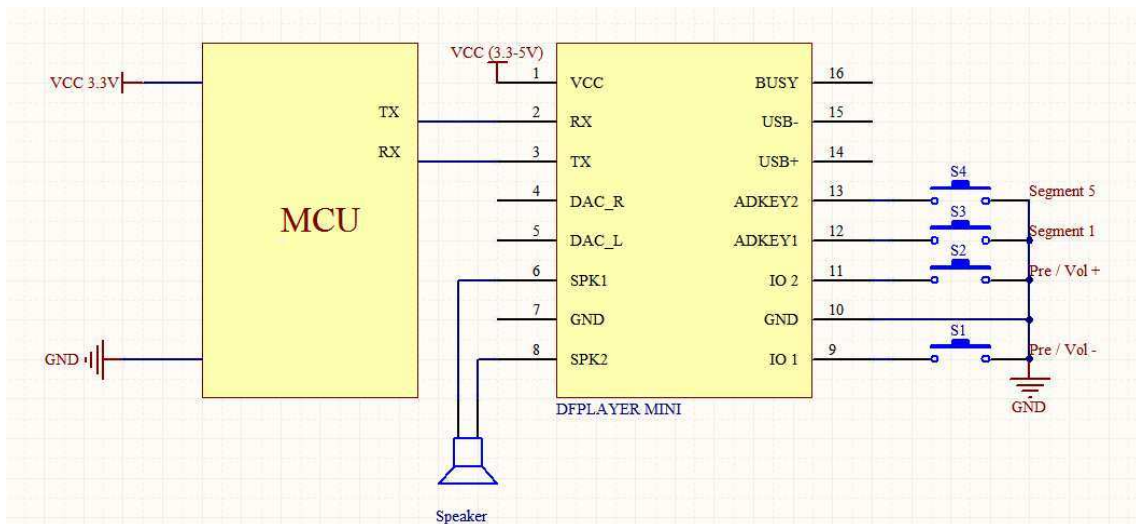 VCC 3.3V
GND
TX
RX
MCU
VCC (3.3-5V)
1 VCC
2 RX
3 TX
4 DAC_R
5 DAC_L
6 SPK1
7 GND
8 SPK2
BUSY 16
USB- 15
USB+ 14
ADKEY2 13
ADKEY1 12
IO 2 11
GND 10
IO 1 9
DFPLAYER MINI
Speaker
S4
Segment 5
S3
Segment 1
S2
Pre / Vol +
S1
Pre / Vol -
GND